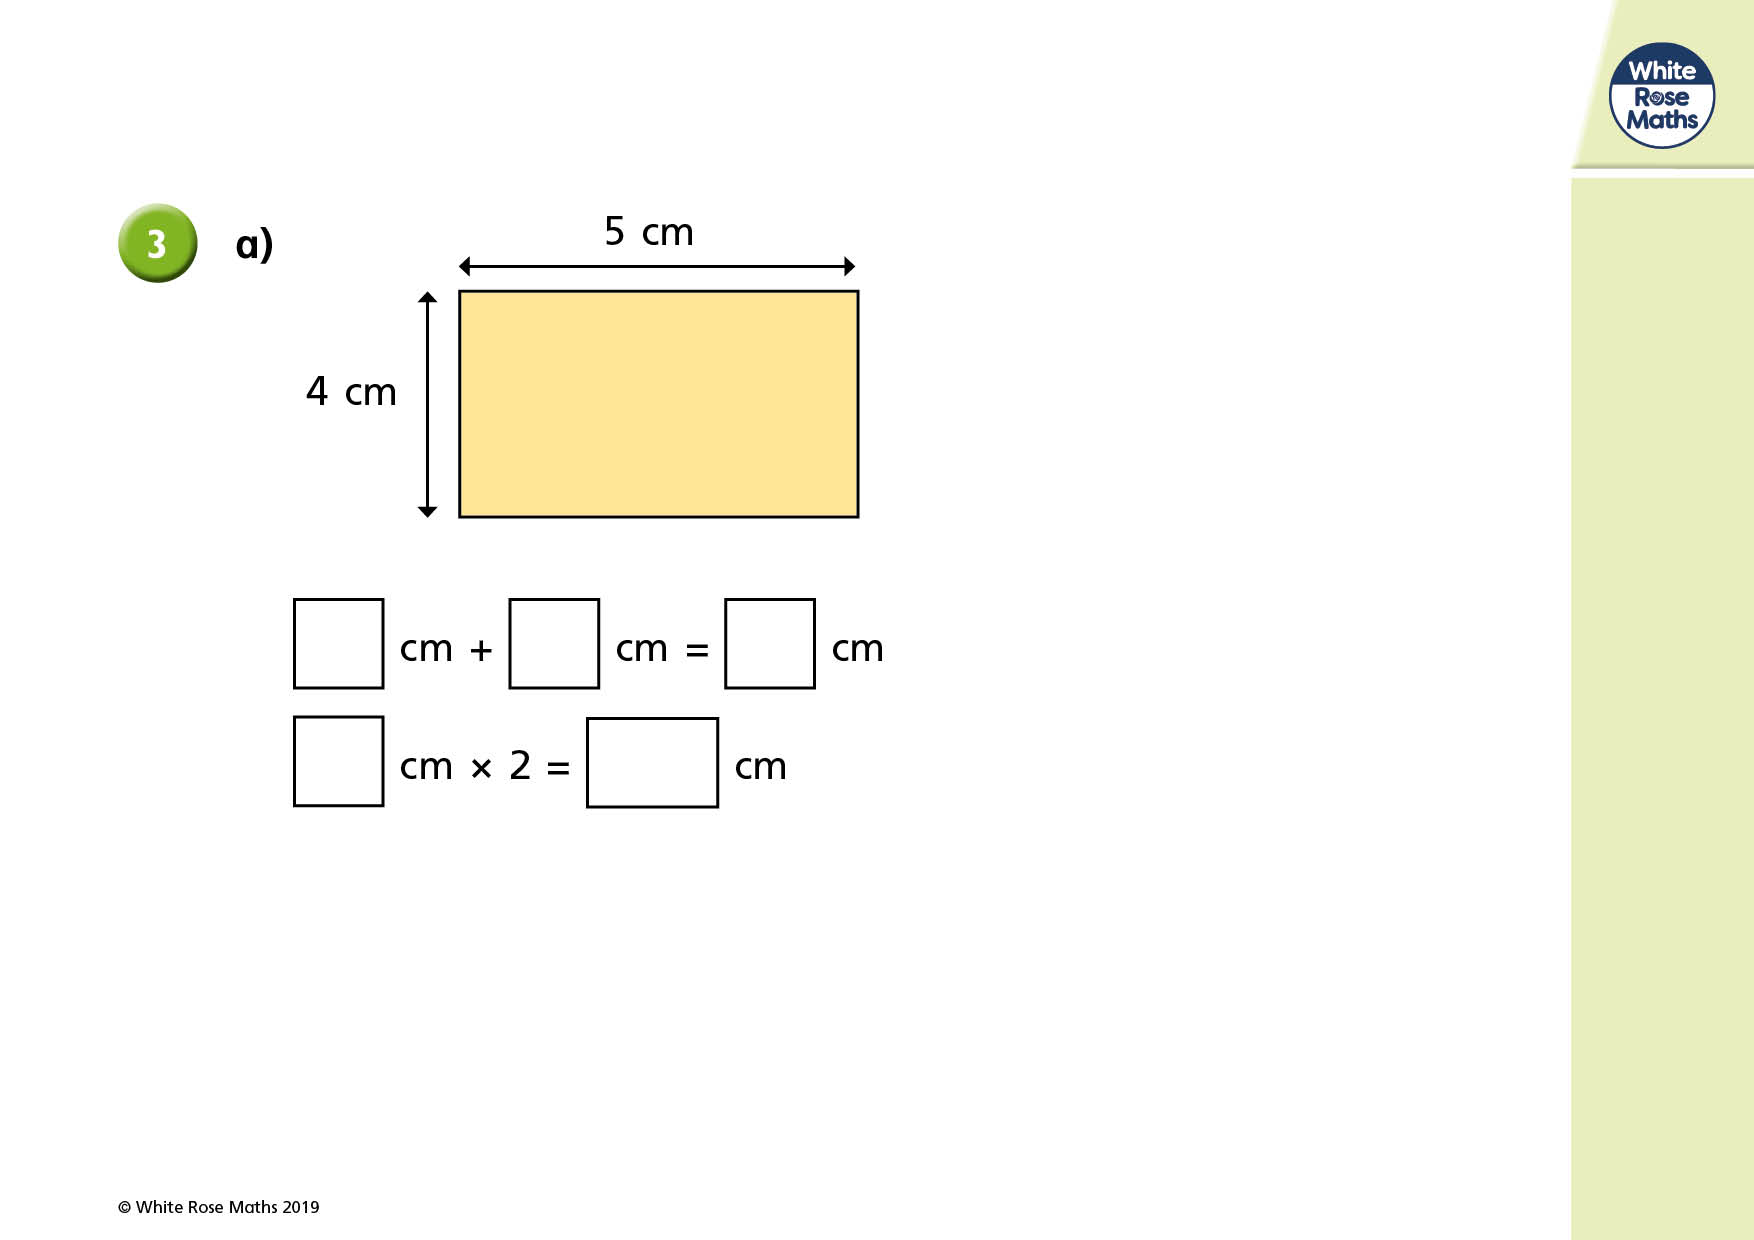 White
Rose
Maths
3 a)
5 cm
4 cm
cm + cm = cm
cm × 2 = cm
© White Rose Maths 2019